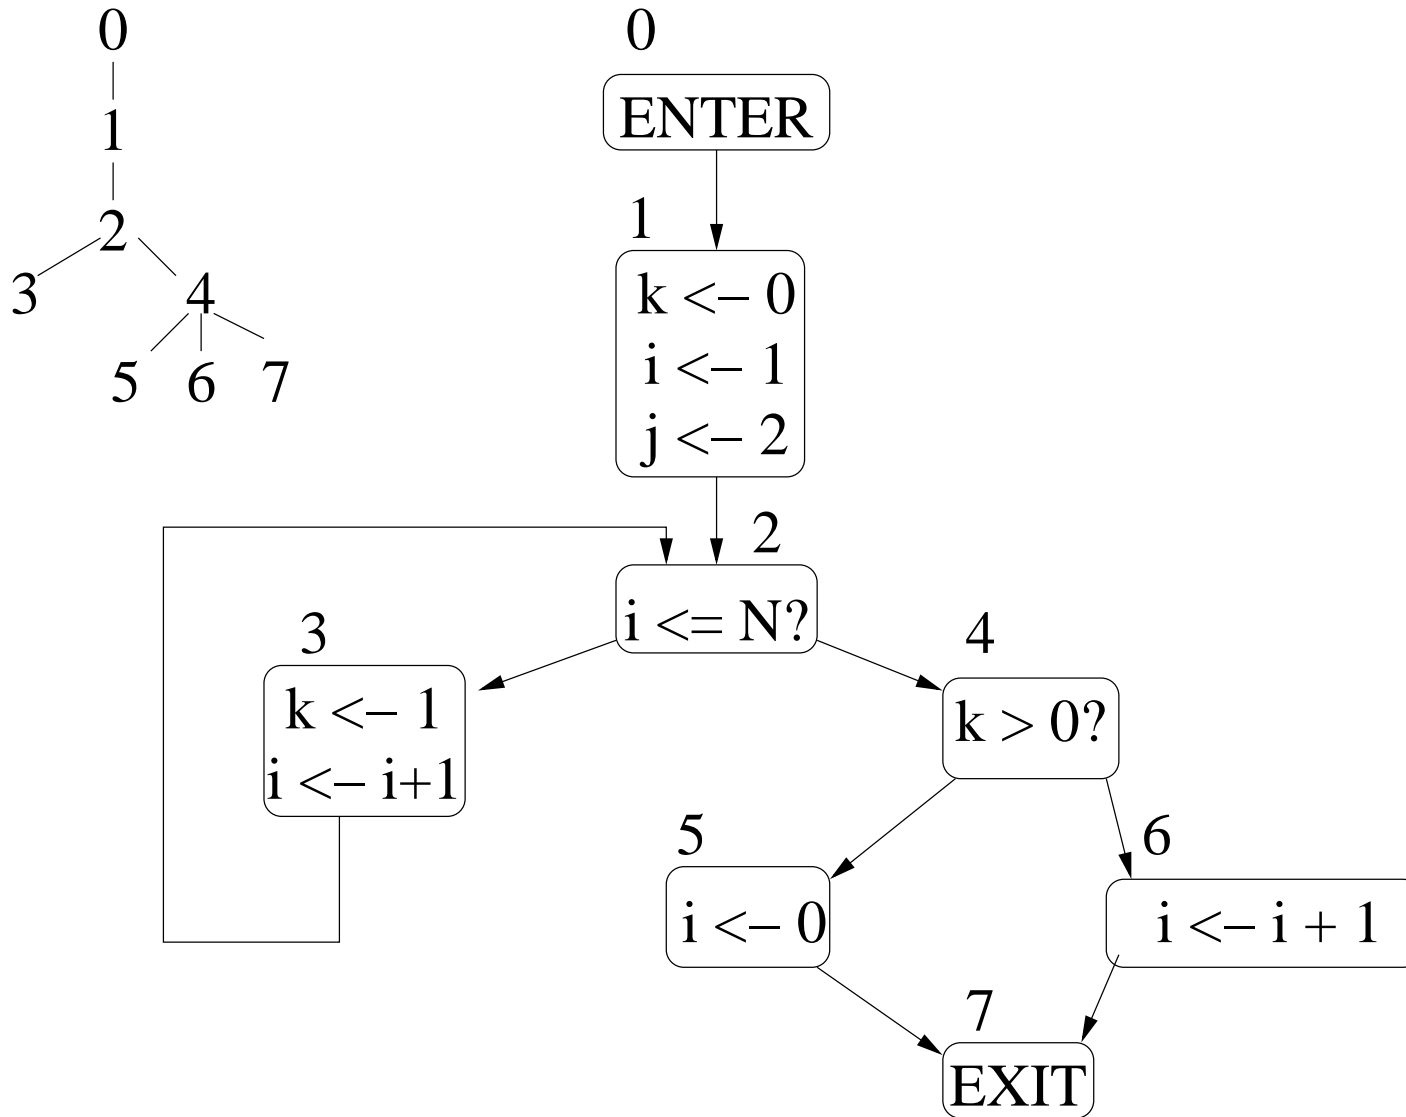 0
1
2
3 4
5 6 7
0
ENTER
1
k <– 0
i <– 1
j <– 2
2
i <= N?
3
k <– 1
i <– i+1
4
k > 0?
5
i <– 0
6
i <– i + 1
7
EXIT